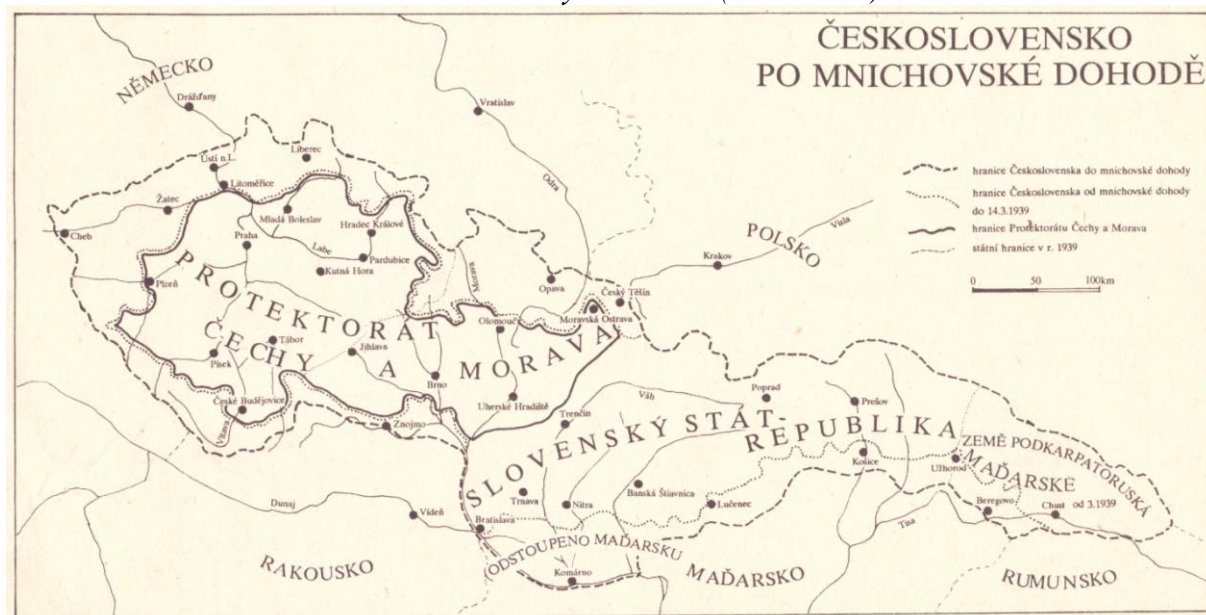 ČESKOSLOVENSKO
PO MNICHOVSKÉ DOHODĚ
hranice Československa do mnichovské dohody
hranice Československa od mnichovské dohody
do 14.3.1939
hranice Protektorátu Čechy a Morava
státní hranice v r. 1939
0 50 100km
NĚMECKO
Drážďany
Vratislav
Odra
Ústí n.L.
Liberec
Litoměřice
Žatec
Cheb
Mladá Boleslav
Hradec Králové
Praha
Labe
Pardubice
Kutná Hora
Plzeň
Morava
Opava
POLSKO
Visla
Krakov
Český Těšín
Moravská Ostrava
Olomouc
PROTEKTORÁT
ČECHY A MORAVA
Tábor
Jihlava
Písek
Brno
Uherské Hradiště
České Budějovice
Vltava
Znojmo
Trenčín
Váh
Poprad
Prešov
SLOVENSKÝ STÁT-
REPUBLIKA
ZEMĚ PODKARPATORUSKÁ
MAĎARSKÉ
od 3.1939
Košice
Užhorod
Banská Štiavnica
Trnava
Nitra
Lučenec
Beregovo
Chust
Tisa
Dunaj
Vídeň
Bratislava
ODSTOUPENO MAĎARSKU
Komárno
RAKOUSKO
MAĎARSKO
RUMUNSKO